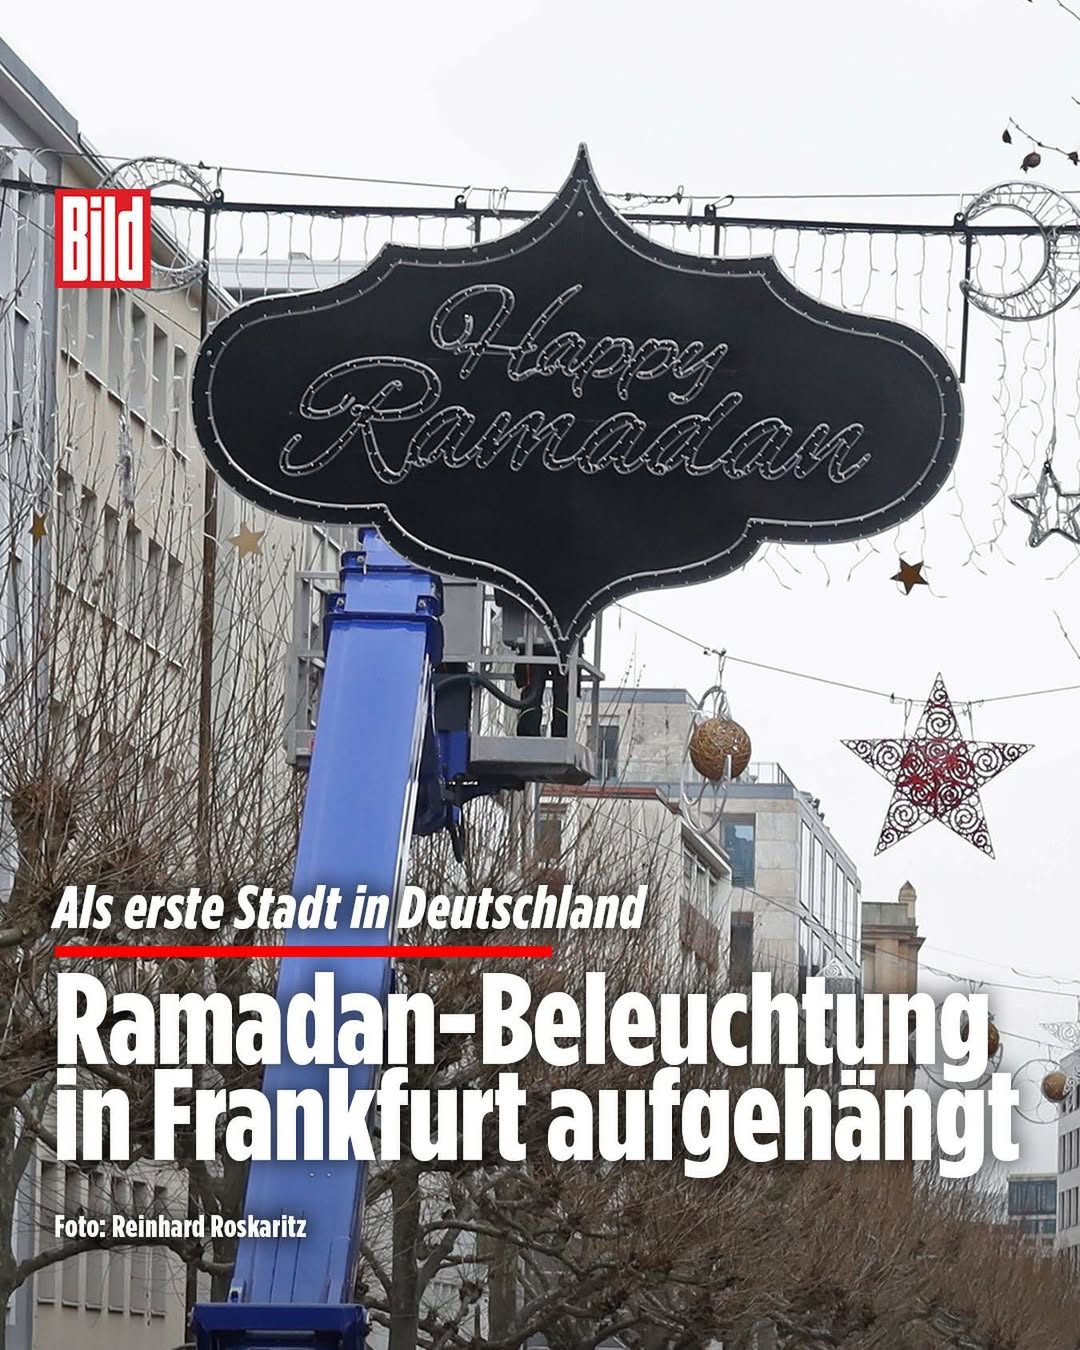 Bild
Happy
Ramadan
Als erste Stadt in Deutschland
Ramadan-Beleuchtung
in Frankfurt aufgehängt
Foto: Reinhard Roskaritz